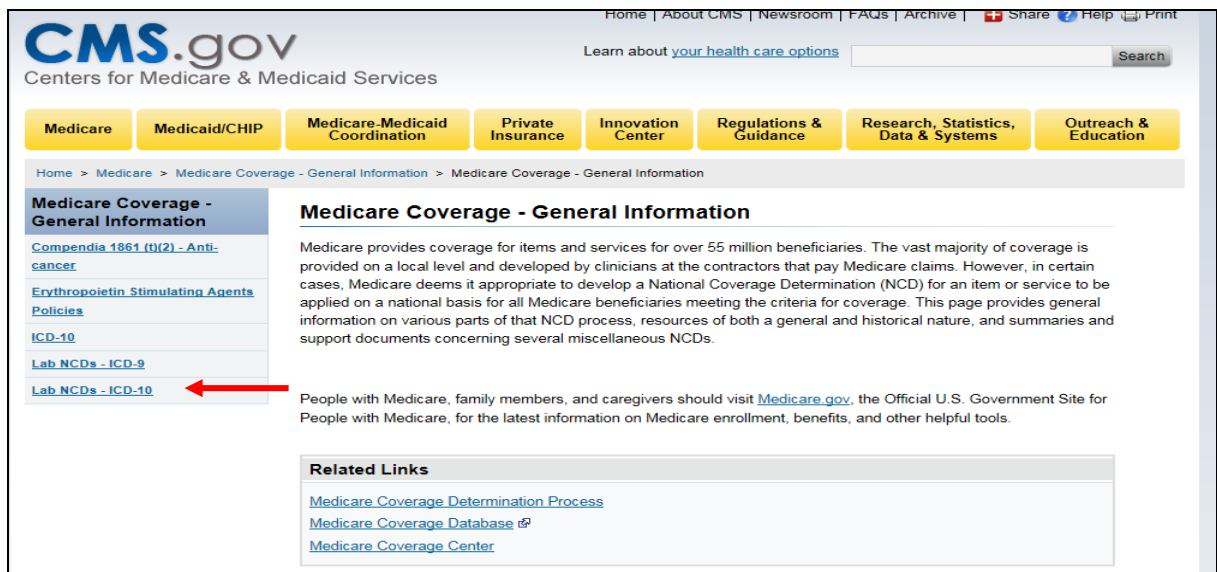 Home | About CMS | Newsroom | FAQs | Archive | Share Help Print
CMS.gov
Centers for Medicare & Medicaid Services
Learn about your health care options
Search
Medicare
Medicaid/CHIP
Medicare-Medicaid
Coordination
Private
Insurance
Innovation
Center
Regulations &
Guidance
Research, Statistics,
Data & Systems
Outreach &
Education
Home > Medicare > Medicare Coverage - General Information > Medicare Coverage - General Information
Medicare Coverage -
General Information
Compendia 1861 (t)(2) - Anti-
cancer
Erythropoietin Stimulating Agents
Policies
ICD-10
Lab NCDs - ICD-9
Lab NCDs - ICD-10
Medicare Coverage - General Information
Medicare provides coverage for items and services for over 55 million beneficiaries. The vast majority of coverage is
provided on a local level and developed by clinicians at the contractors that pay Medicare claims. However, in certain
cases, Medicare deems it appropriate to develop a National Coverage Determination (NCD) for an item or service to be
applied on a national basis for all Medicare beneficiaries meeting the criteria for coverage. This page provides general
information on various parts of that NCD process, resources of both a general and historical nature, and summaries and
support documents concerning several miscellaneous NCDs.
People with Medicare, family members, and caregivers should visit Medicare.gov, the Official U.S. Government Site for
People with Medicare, for the latest information on Medicare enrollment, benefits, and other helpful tools.
Related Links
Medicare Coverage Determination Process
Medicare Coverage Database
Medicare Coverage Center